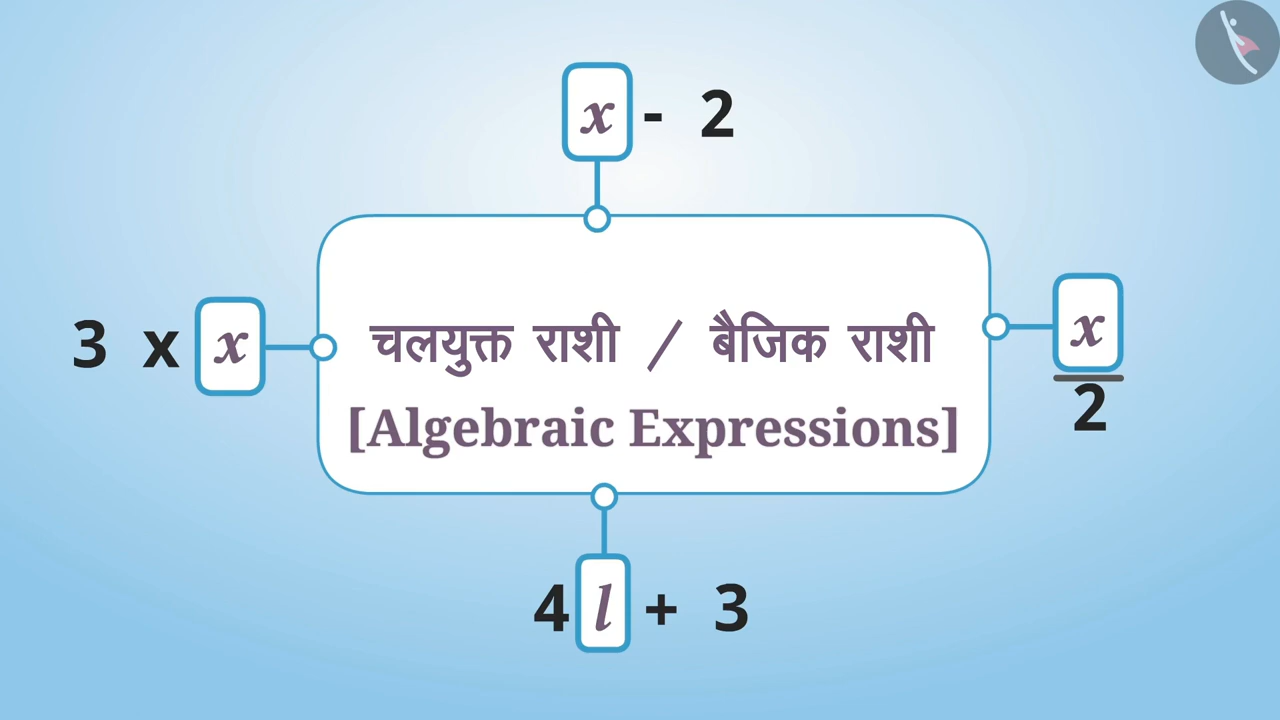 x - 2
3 x x
चलयुक्त राशी / बैजिक राशी
[Algebraic Expressions]
x
2
4 l + 3